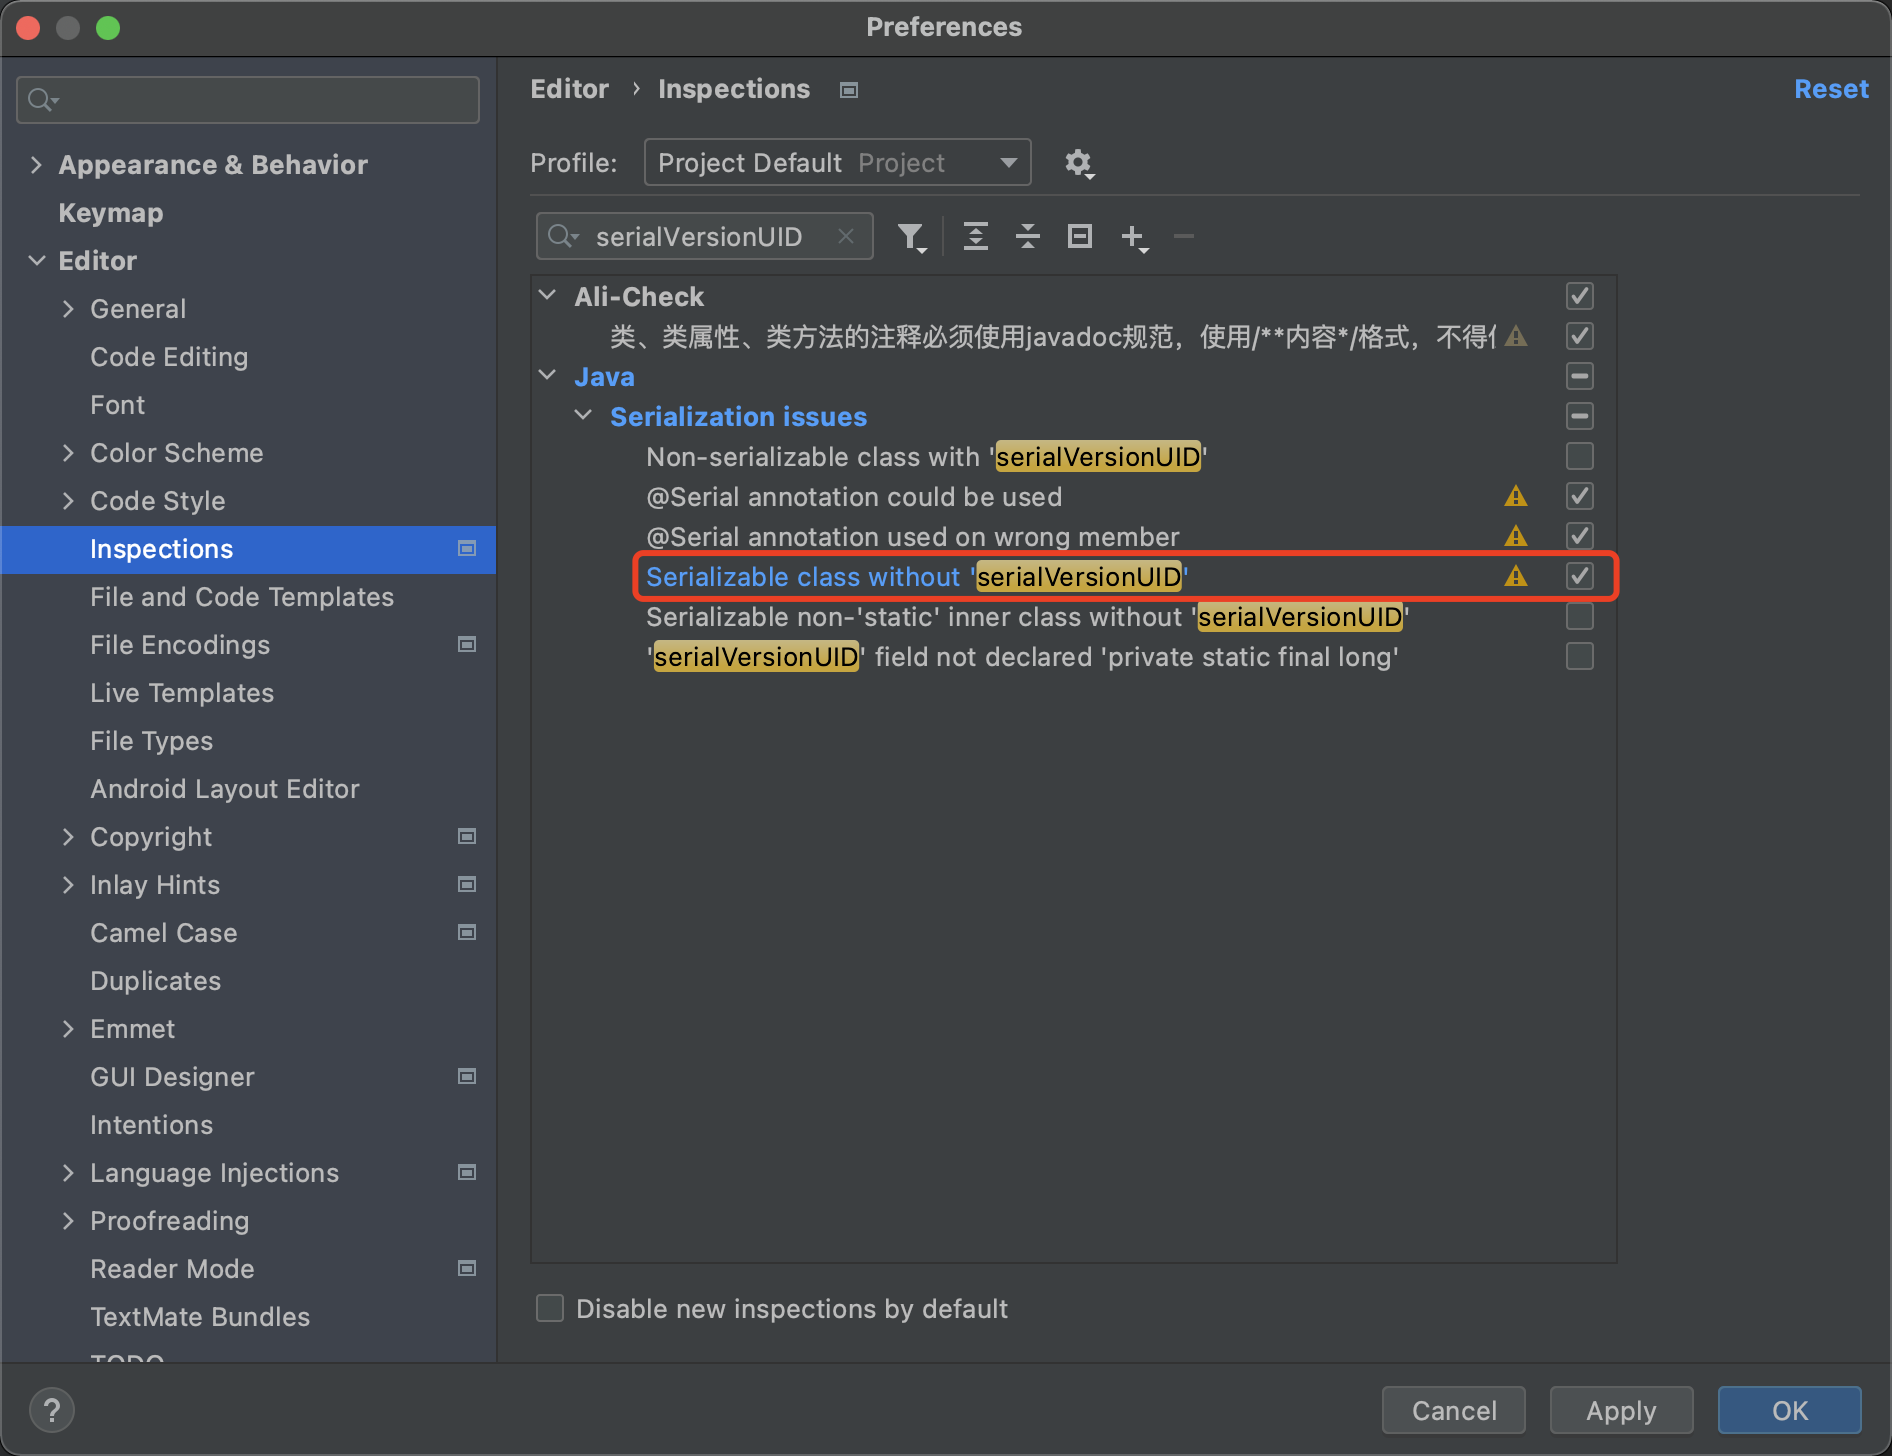 Preferences
Editor › Inspections
Reset
Appearance & Behavior
Keymap
Editor
General
Code Editing
Font
Color Scheme
Code Style
Inspections
File and Code Templates
File Encodings
Live Templates
File Types
Android Layout Editor
Copyright
Inlay Hints
Camel Case
Duplicates
Emmet
GUI Designer
Intentions
Language Injections
Proofreading
Reader Mode
TextMate Bundles
TODO
Profile: Project Default Project
serialVersionUID
Ali-Check
类、类属性、类方法的注释必须使用javadoc规范，使用/**内容*/格式，不得
Java
Serialization issues
Non-serializable class with 'serialVersionUID'
@Serial annotation could be used
@Serial annotation used on wrong member
Serializable class without 'serialVersionUID'
Serializable non-'static' inner class without 'serialVersionUID'
'serialVersionUID' field not declared 'private static final long'
Disable new inspections by default
?
Cancel
Apply
OK